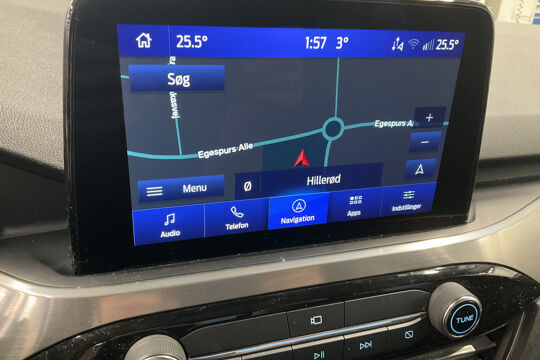 25.5° 1:57 3° 25.5°
Søg
Egespurs Alle
Egespurs A
+
−
Menu
Ø Hillerød
Audio Telefon Navigation Apps Indstillinger
TUNE